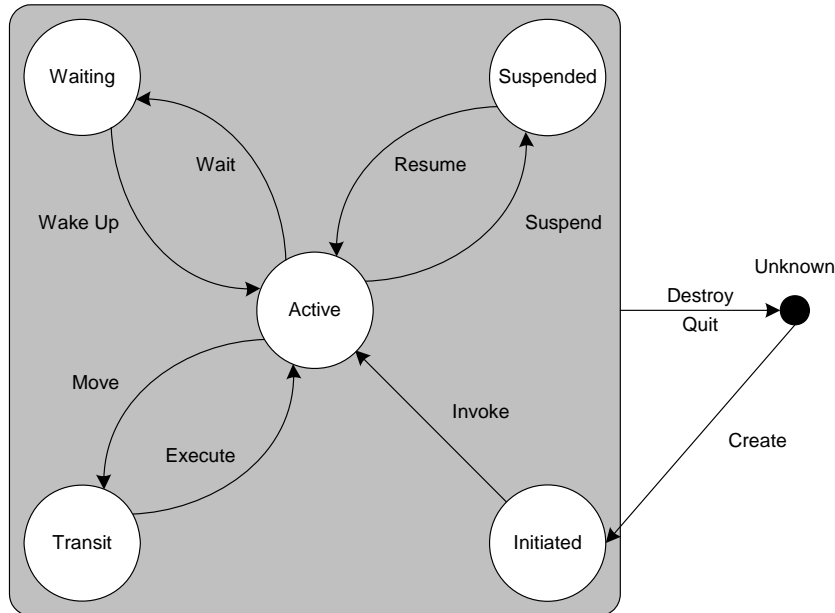 Waiting
Suspended
Wait
Resume
Wake Up
Suspend
Unknown
Active
Destroy
Quit
Move
Invoke
Create
Execute
Transit
Initiated